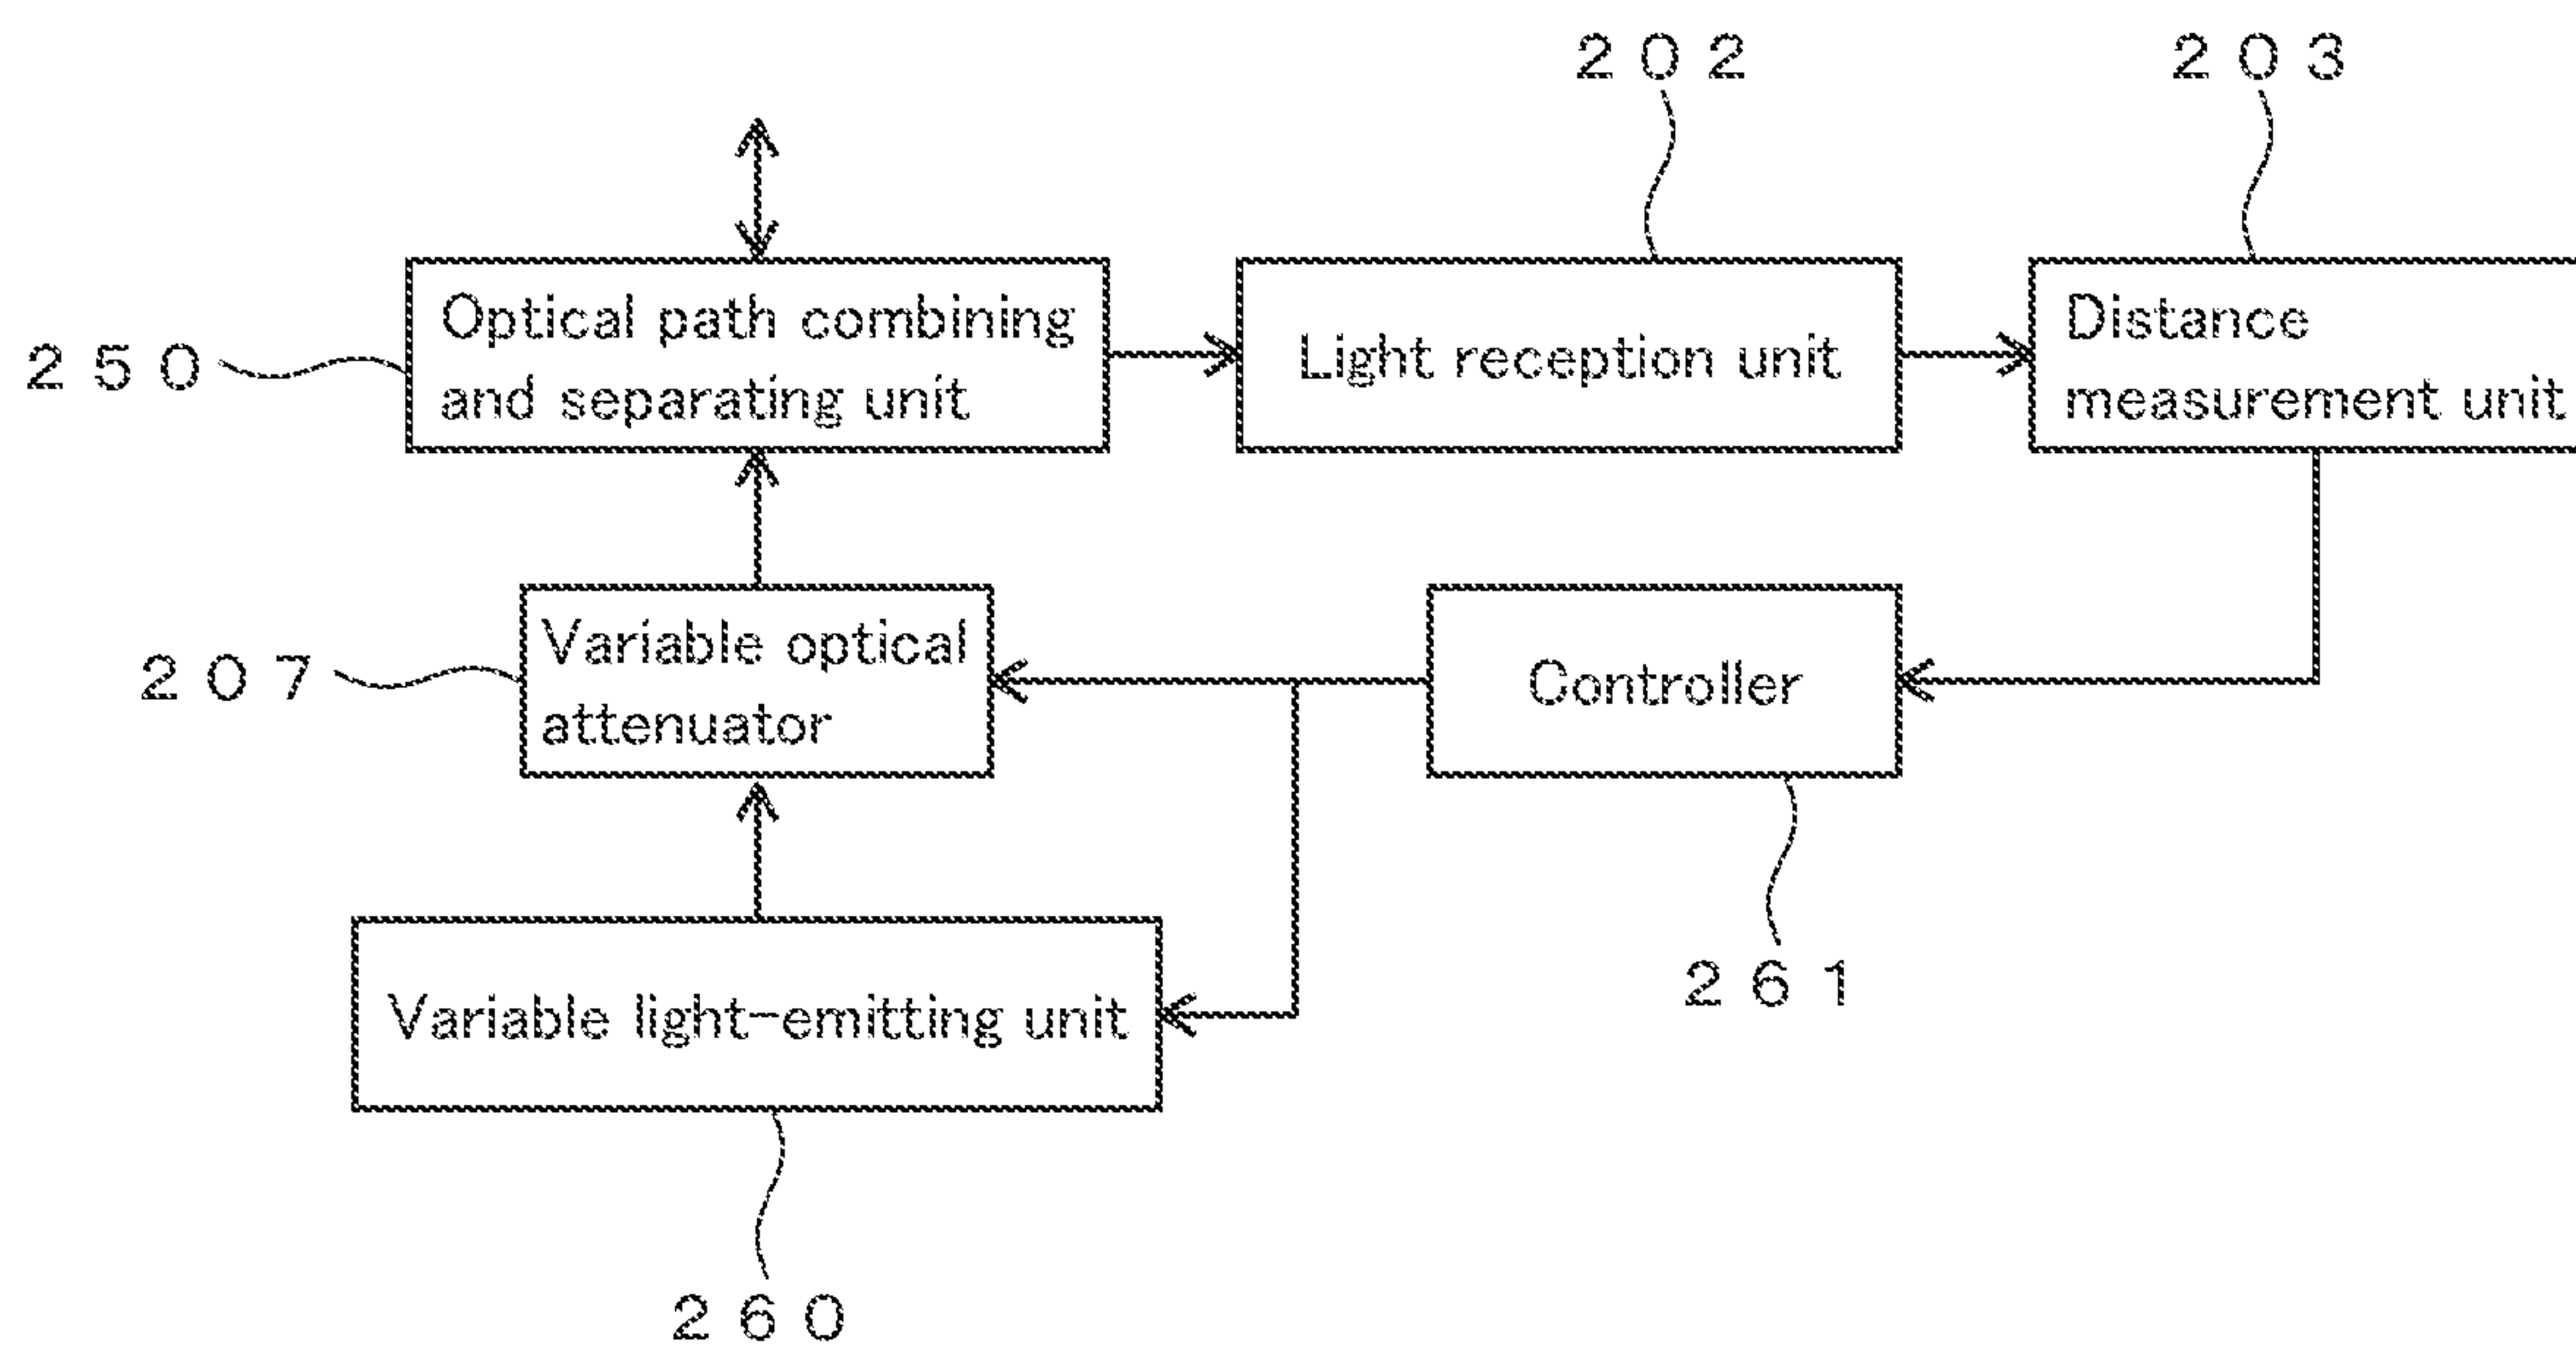 202
203
250
Optical path combining
and separating unit
Light reception unit
Distance
measurement unit
207
Variable optical
attenuator
Controller
261
Variable light-emitting unit
260